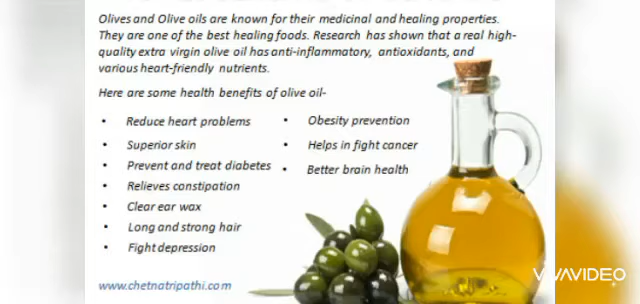 Olives and Olive oils are known for their medicinal and healing properties.
They are one of the best healing foods. Research has shown that a real high-
quality extra virgin olive oil has anti-inflammatory, antioxidants, and
various heart-friendly nutrients.
Here are some health benefits of olive oil-
• Reduce heart problems
• Superior skin
• Prevent and treat diabetes
• Relieves constipation
• Clear ear wax
• Long and strong hair
• Fight depression
• Obesity prevention
• Helps in fight cancer
• Better brain health
www.chetnatripathi.com
VIVAVIDEO